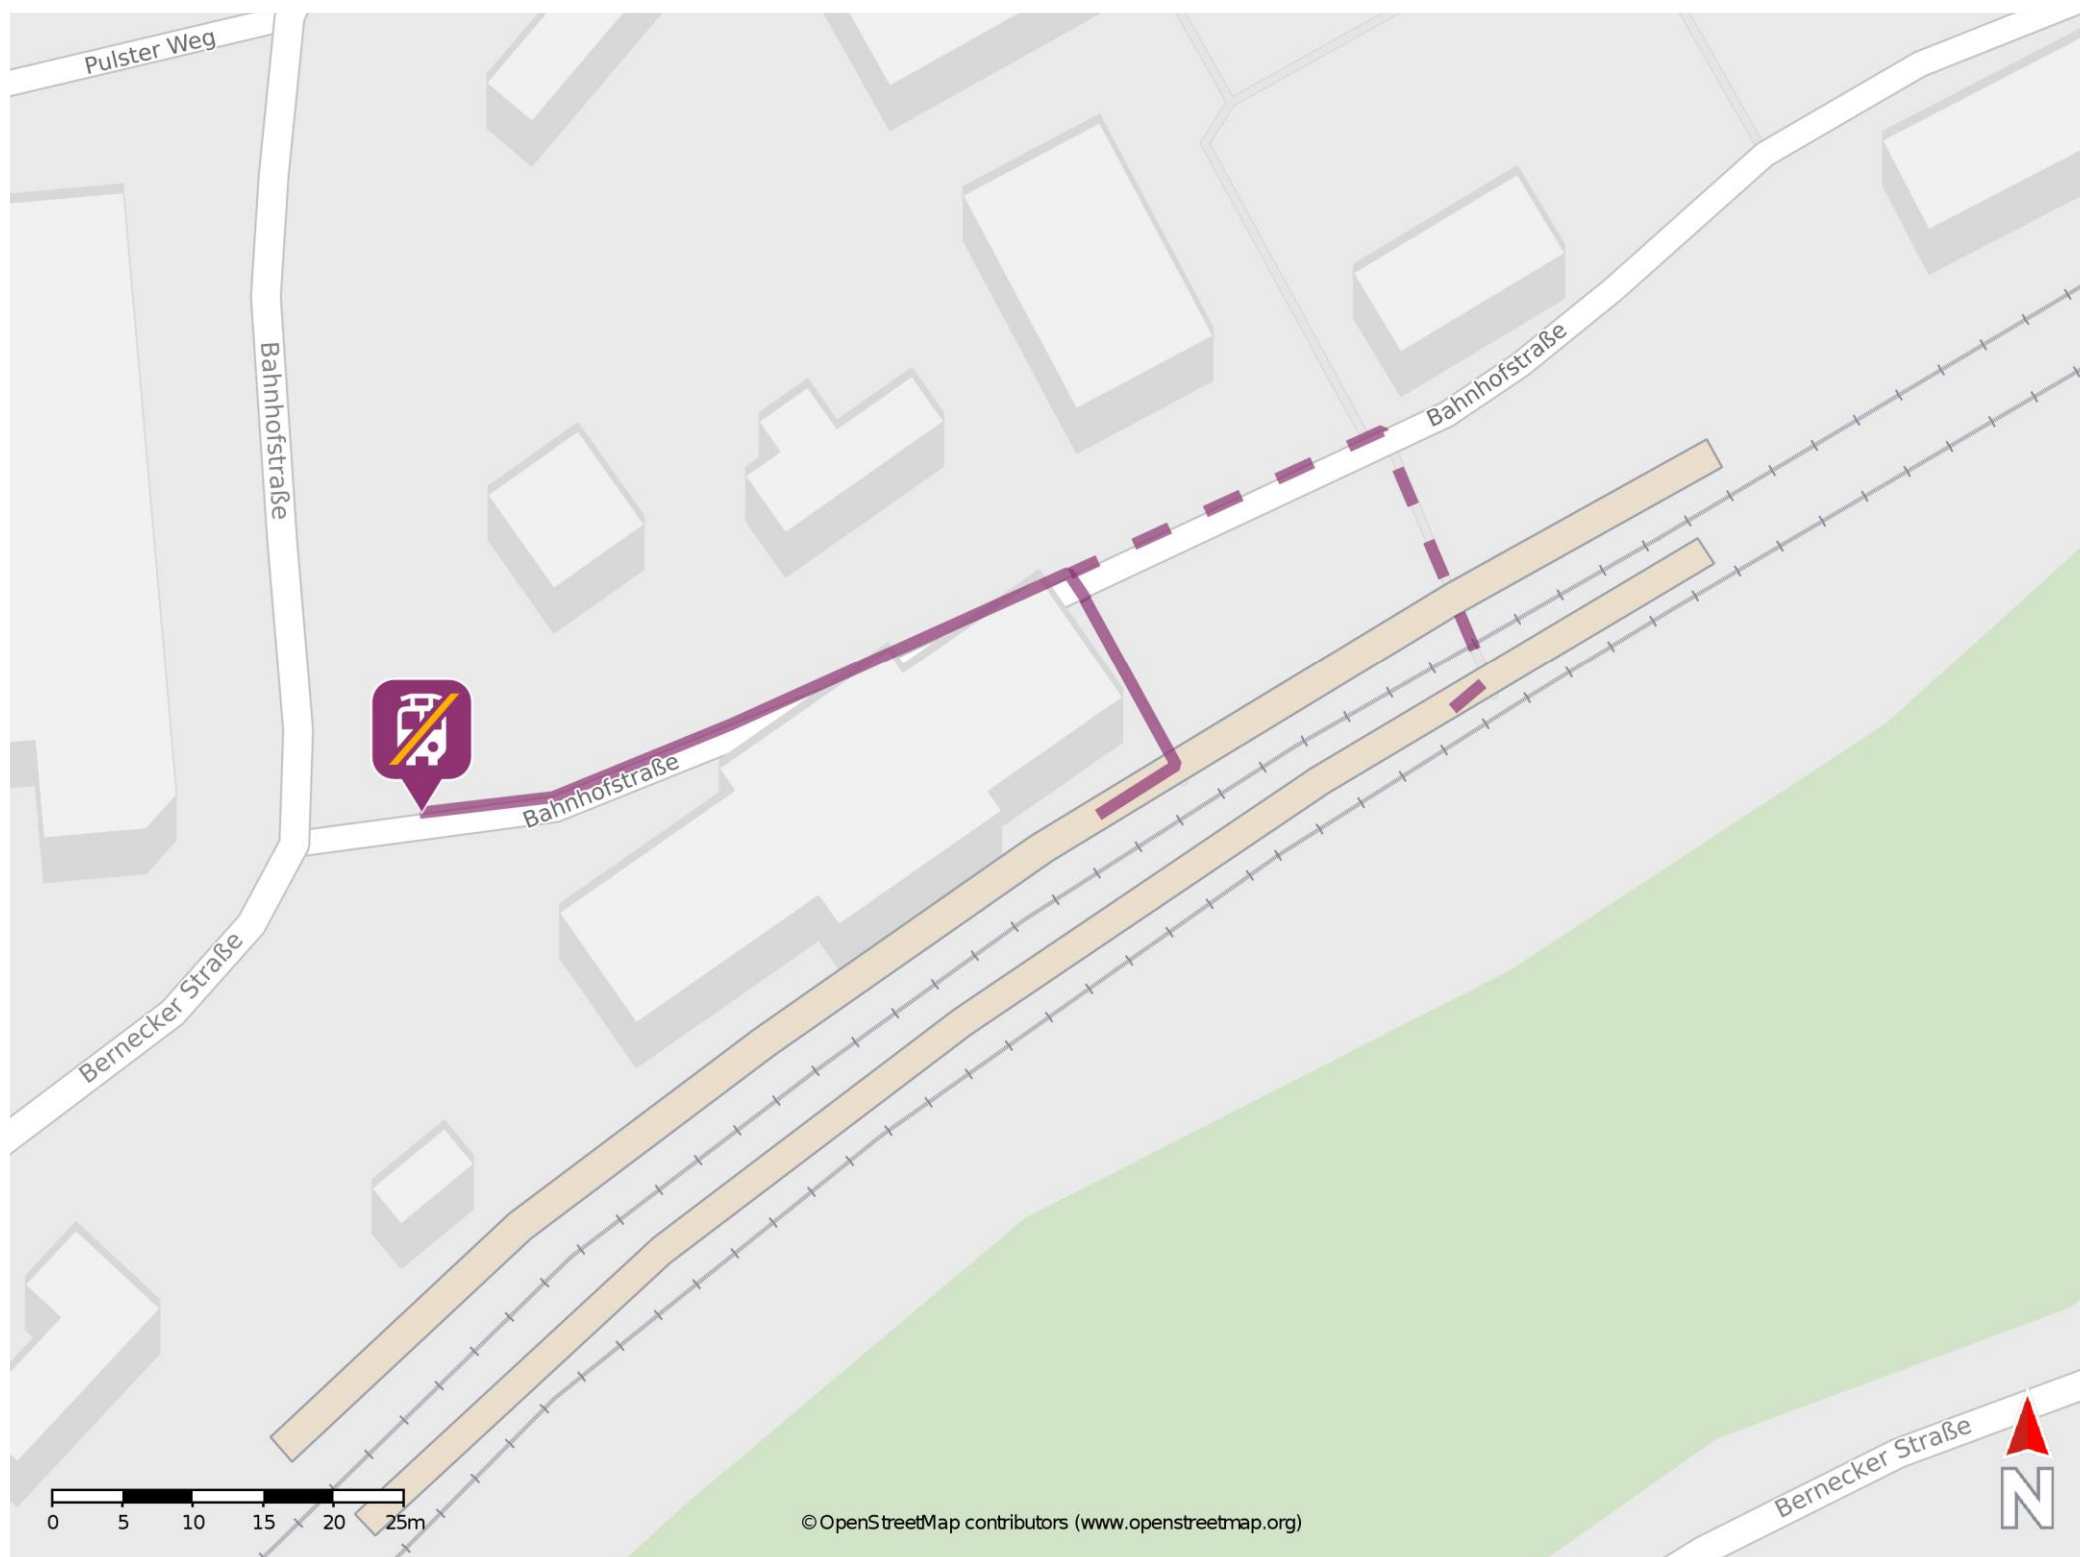 Pulster Weg
Bahnhofstraße
Bahnhofstraße
Bahnhofstraße
Bernecker Straße
Bernecker Straße
0 5 10 15 20 25m
© OpenStreetMap contributors (www.openstreetmap.org)
N